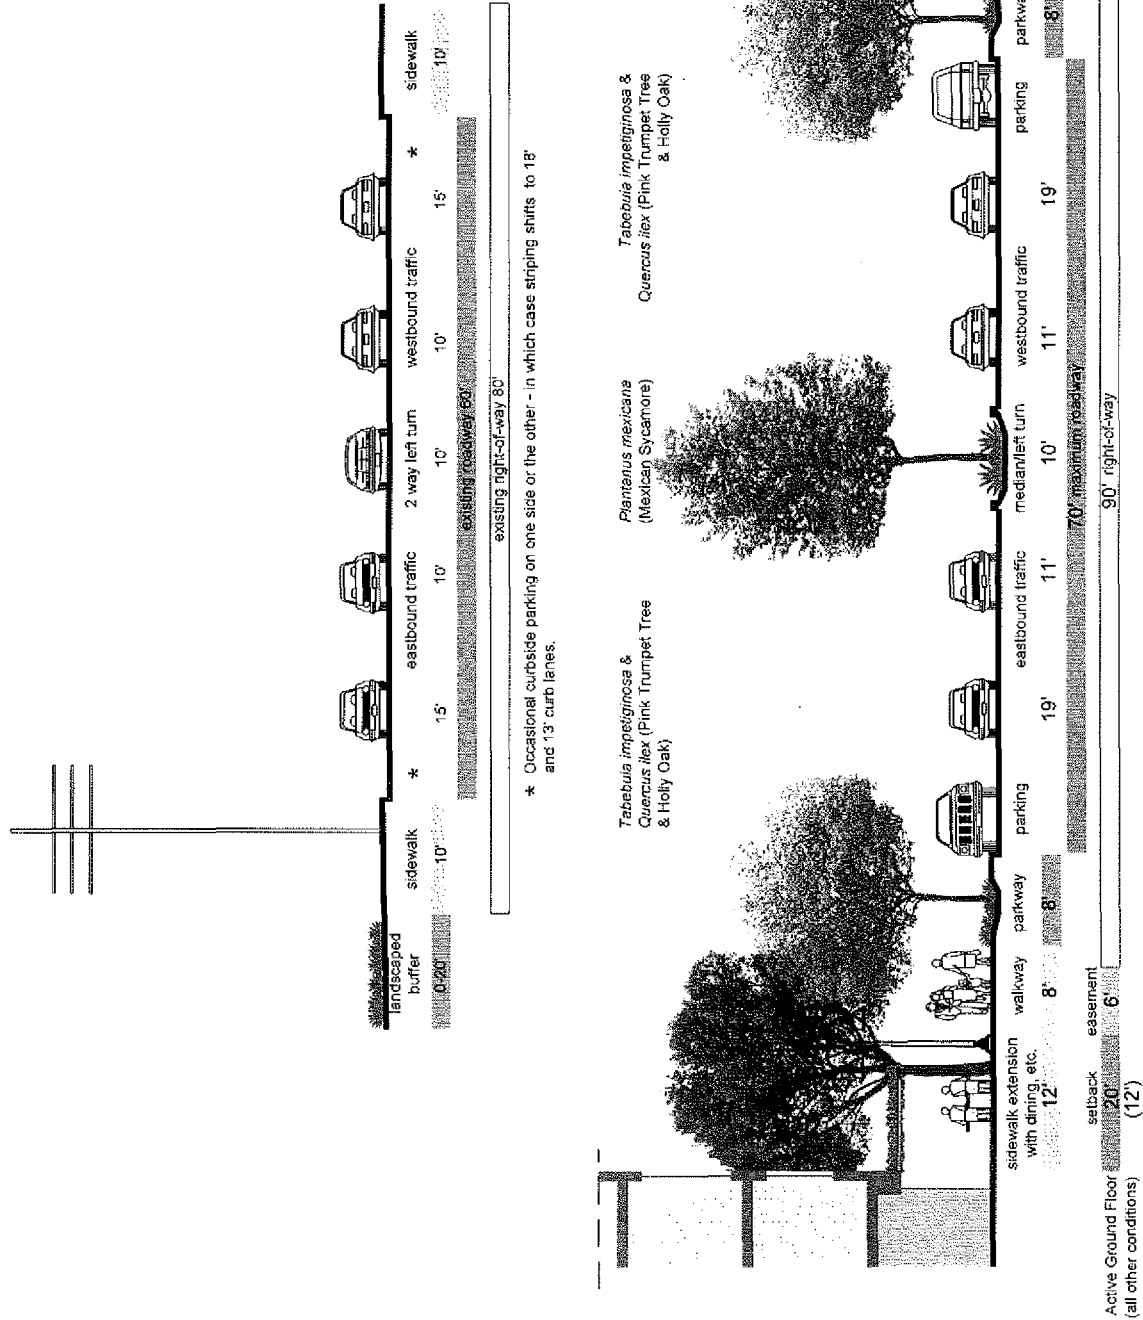 landscaped
buffer
sidewalk
*
eastbound traffic
2 way left turn
westbound traffic
*
sidewalk
0-20'
10'
15'
10'
10'
10'
15'
10'
existing roadway 60'
existing right-of-way 80'
* Occasional curbside parking on one side or the other - in which case striping shifts to 18'
and 13' curb lanes.
Tabebuia impetiginosa &
Quercus ilex (Pink Trumpet Tree
& Holly Oak)
Plantanus mexicana
(Mexican Sycamore)
Tabebuia impetiginosa &
Quercus ilex (Pink Trumpet Tree
& Holly Oak)
sidewalk extension
with dining, etc.
walkway
parkway
parking
eastbound traffic
median/left turn
westbound traffic
parking
12'
8'
8'
19'
11'
10'
11'
19'
8'
70' maximum roadway
setback
easement
Active Ground Floor
20'
6'
90' right-of-way
(all other conditions)
(12')